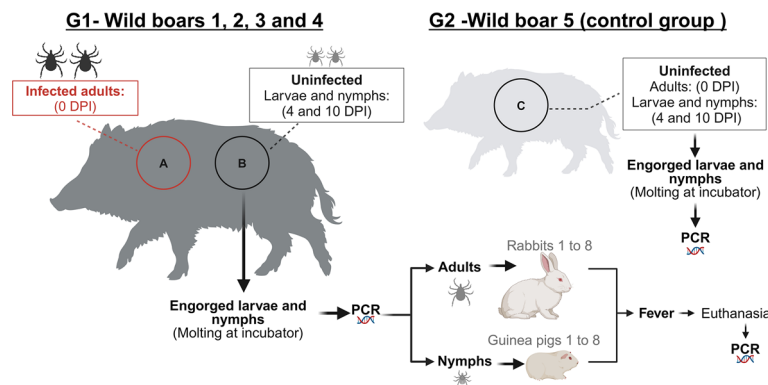 G1- Wild boars 1, 2, 3 and 4
Infected adults:
(0 DPI)
Uninfected
Larvae and nymphs:
(4 and 10 DPI)
A
B
Engorged larvae and
nymphs
(Molting at incubator)
PCR
G2 -Wild boar 5 (control group )
C
Uninfected
Adults: (0 DPI)
Larvae and nymphs:
(4 and 10 DPI)
Engorged larvae and
nymphs
(Molting at incubator)
PCR
Adults
Rabbits 1 to 8
Nymphs
Guinea pigs 1 to 8
Fever
Euthanasia
PCR